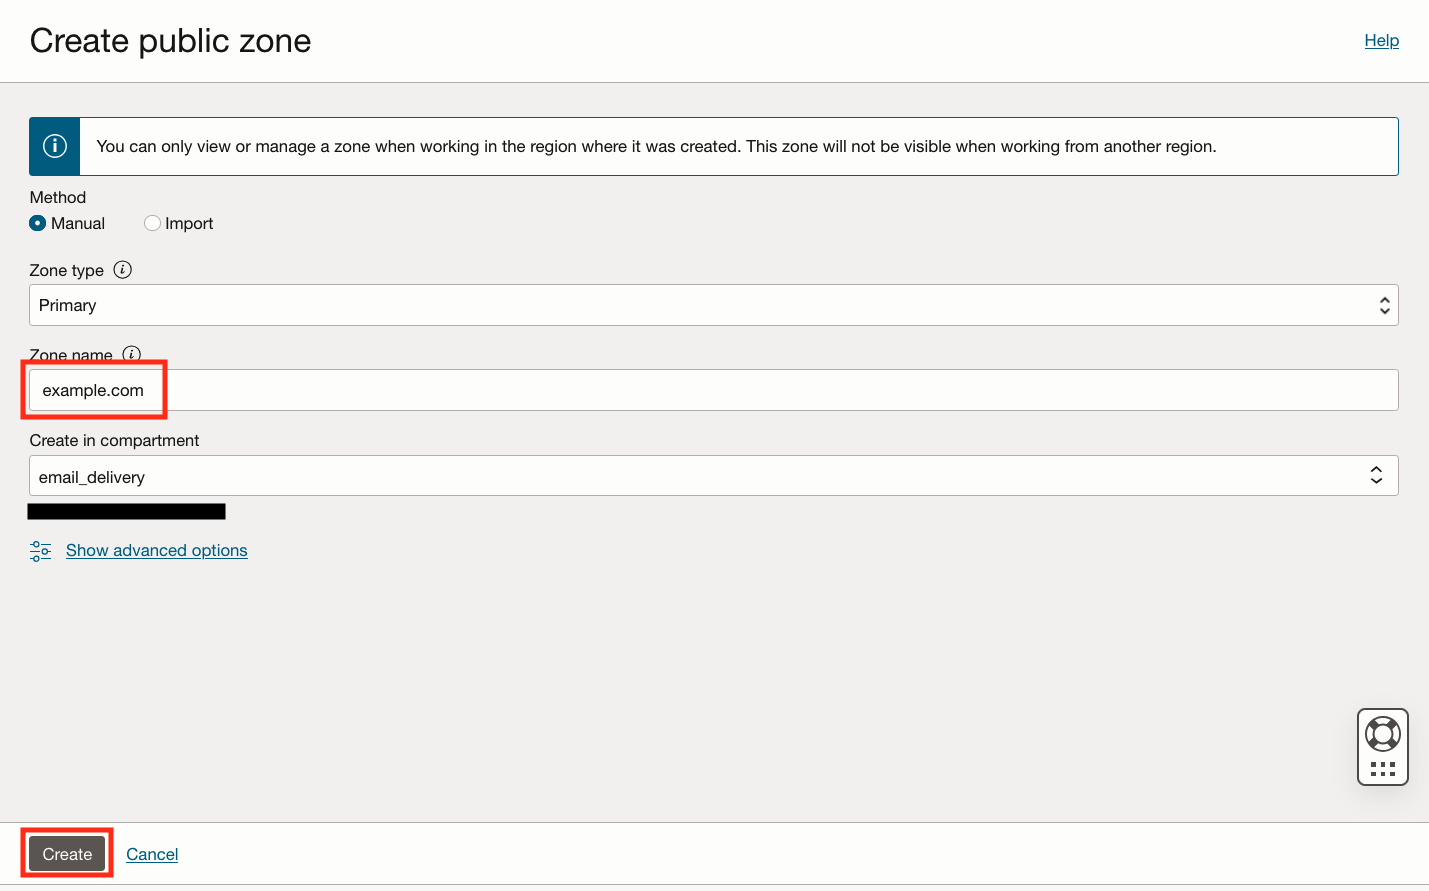 Create public zone
Help
You can only view or manage a zone when working in the region where it was created. This zone will not be visible when working from another region.
Method
Manual
Import
Zone type
Primary
Zone name
example.com
Create in compartment
email_delivery
Show advanced options
Create
Cancel